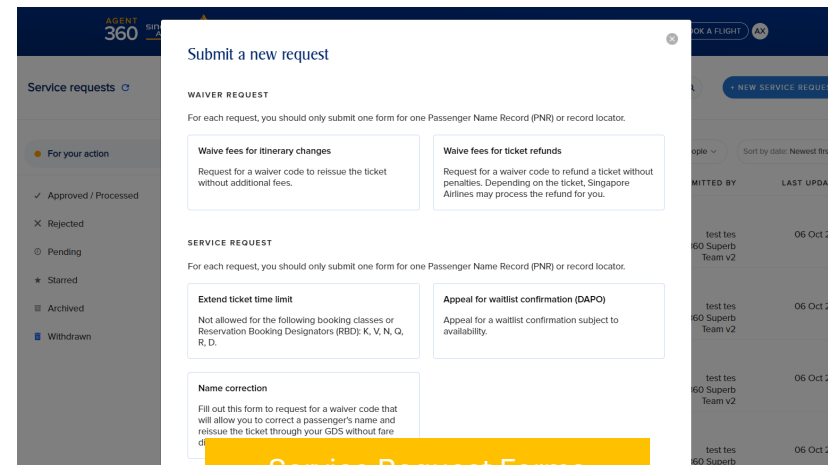 AGENT
360
OOK A FLIGHT
AX
Submit a new request
Service requests
+ NEW SERVICE REQUE
WAIVER REQUEST
For each request, you should only submit one form for one Passenger Name Record (PNR) or record locator.
For your action
Approved / Processed
Rejected
Pending
Starred
Archived
Withdrawn
Waive fees for itinerary changes
Request for a waiver code to reissue the ticket
without additional fees.
Waive fees for ticket refunds
Request for a waiver code to refund a ticket without
penalties. Depending on the ticket, Singapore
Airlines may process the refund for you.
SERVICE REQUEST
For each request, you should only submit one form for one Passenger Name Record (PNR) or record locator.
Extend ticket time limit
Not allowed for the following booking classes or
Reservation Booking Designators (RBD): K, V, N, Q,
R, D.
Appeal for waitlist confirmation (DAPO)
Appeal for a waitlist confirmation subject to
availability.
Name correction
Fill out this form to request for a waiver code that
will allow you to correct a passenger's name and
reissue the ticket through your GDS without fare
Service Request Forms
ople
Sort by date: Newest firs
MITTED BY LAST UPDA
test tes 06 Oct 2
360 Superb
Team v2
test tes 06 Oct 2
360 Superb
Team v2
test tes 06 Oct 2
360 Superb
Team v2
test tes 06 Oct 2
360 Superb